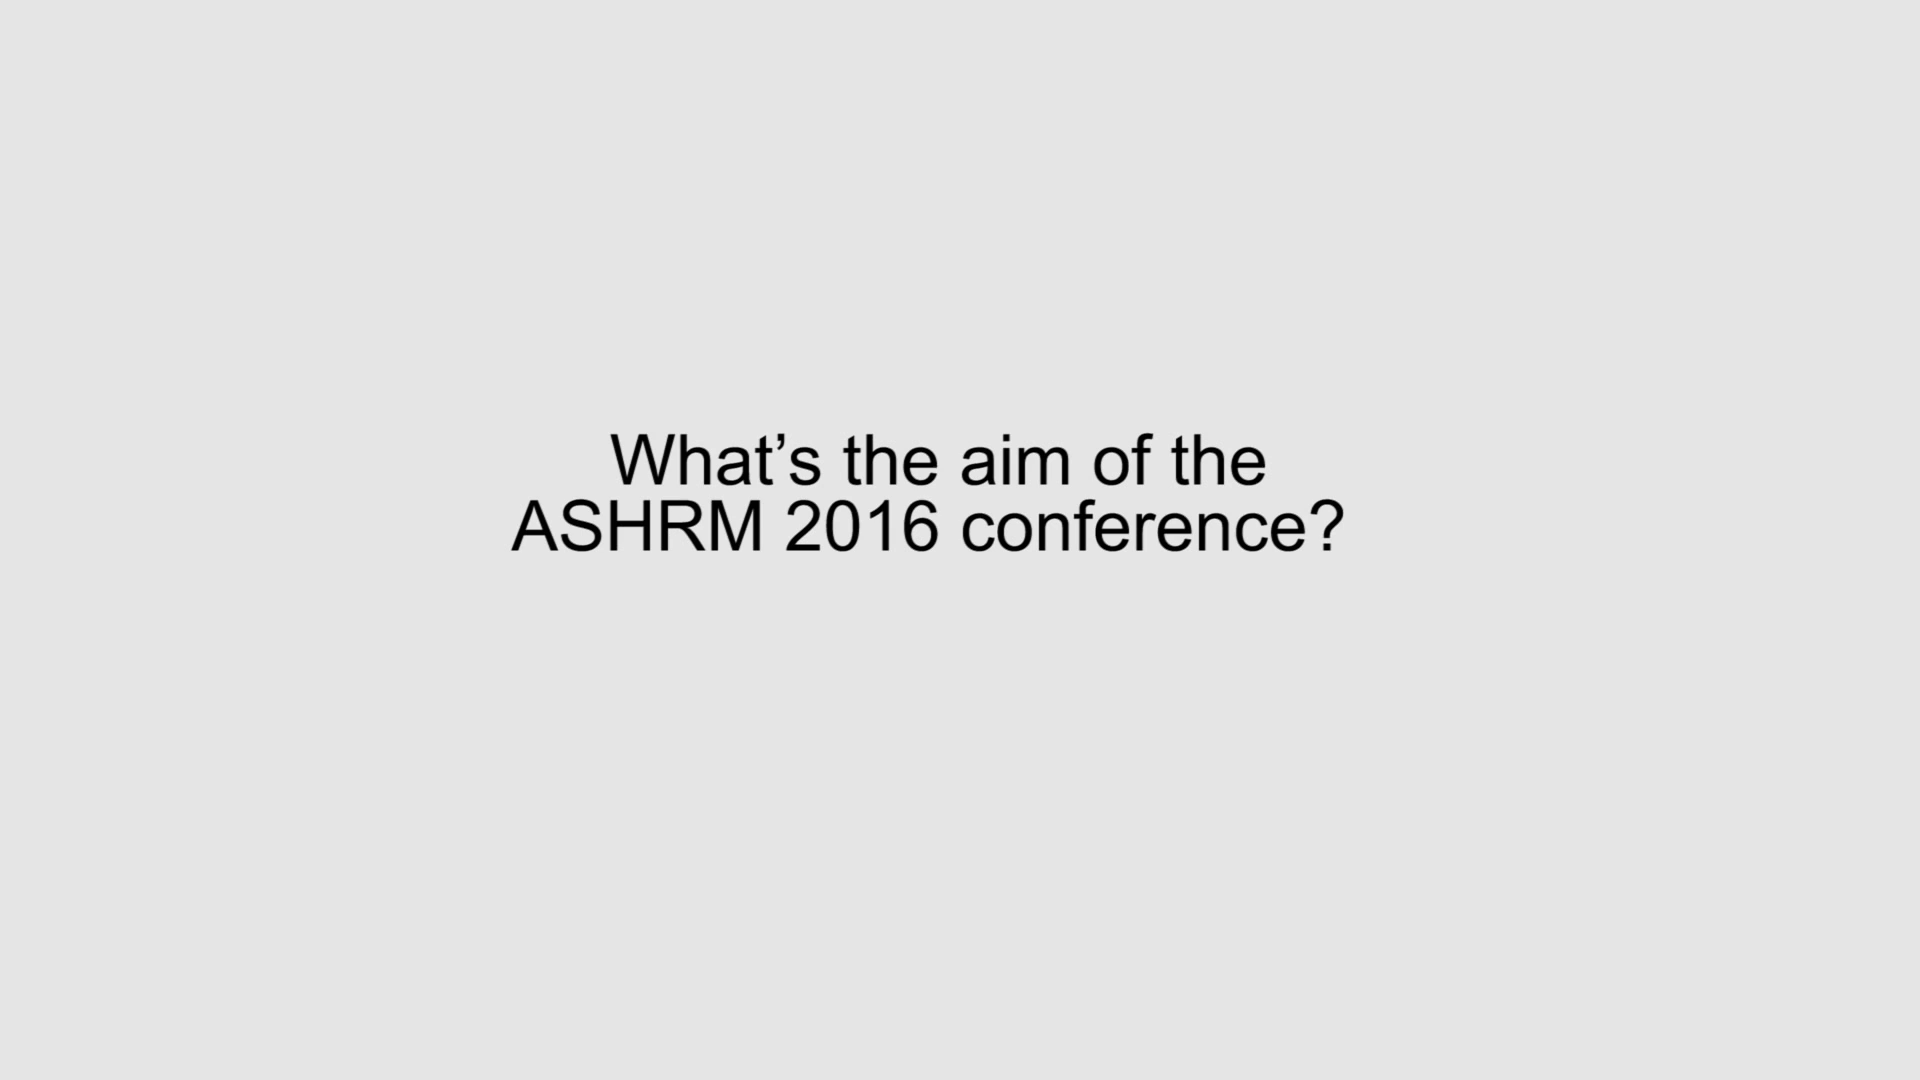 What’s the aim of the
ASHRM 2016 conference?